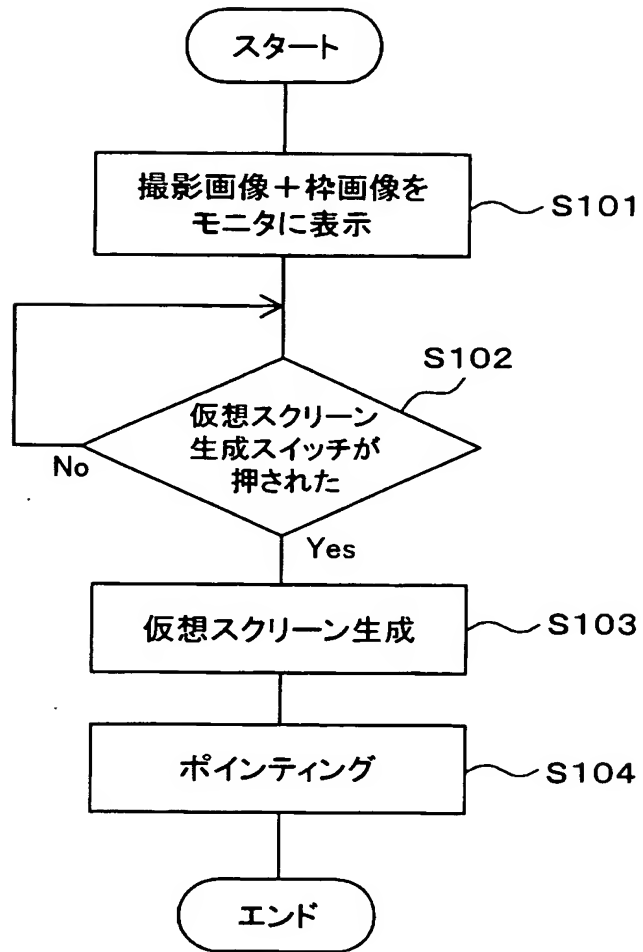 スタート
撮影画像+枠画像を
モニタに表示
S101
S102
仮想スクリーン
生成スイッチが
押された
No
Yes
仮想スクリーン生成
S103
ポインティング
S104
エンド